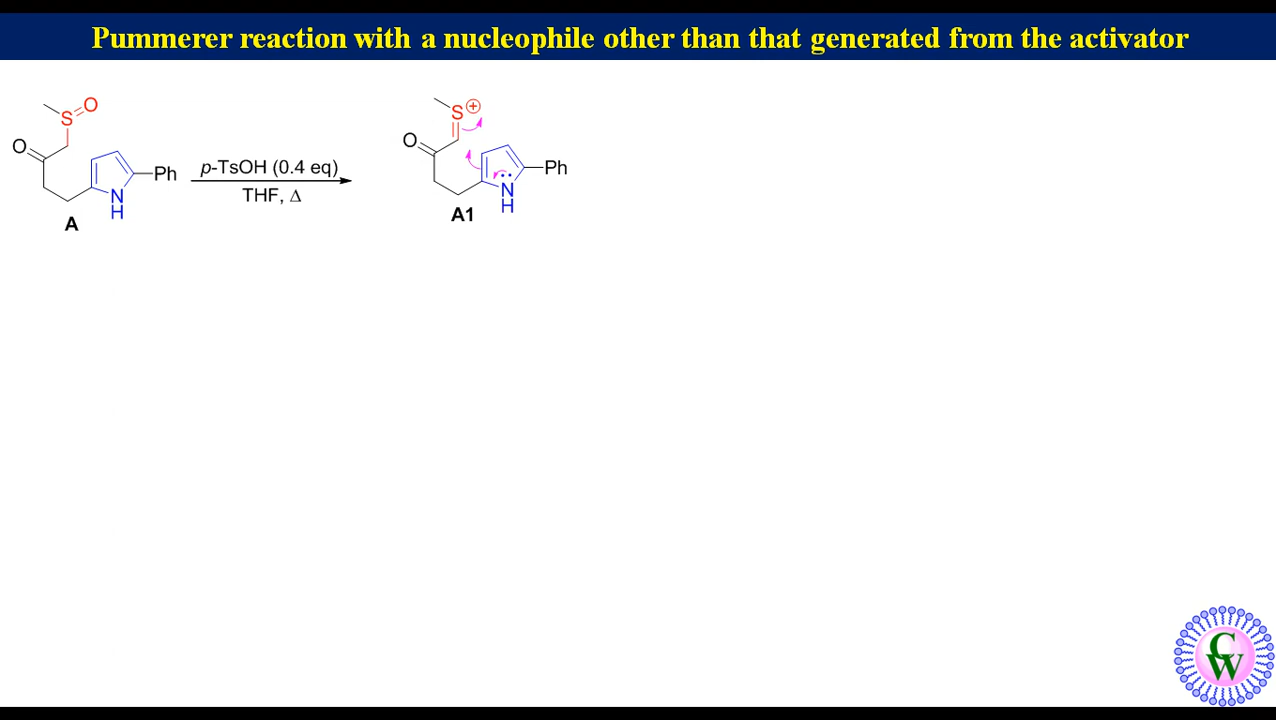 Pummerer reaction with a nucleophile other than that generated from the activator
S
O
O
N
H
Ph
A
p-TsOH (0.4 eq)
THF, Δ
S
+
O
N
H
Ph
A1
CW